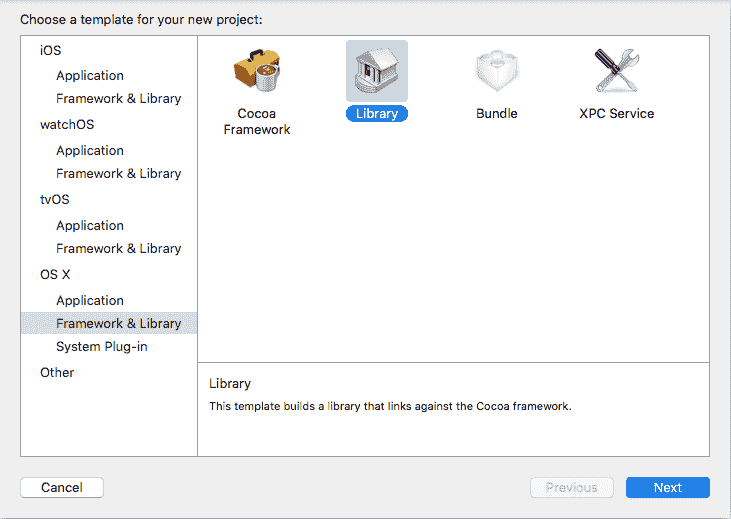 Choose a template for your new project:
iOS
Application
Framework & Library
watchOS
Application
Framework & Library
tvOS
Application
Framework & Library
OS X
Application
Framework & Library
System Plug-in
Other
Cocoa
Framework
Library
Bundle
XPC Service
Library
This template builds a library that links against the Cocoa framework.
Cancel
Previous
Next